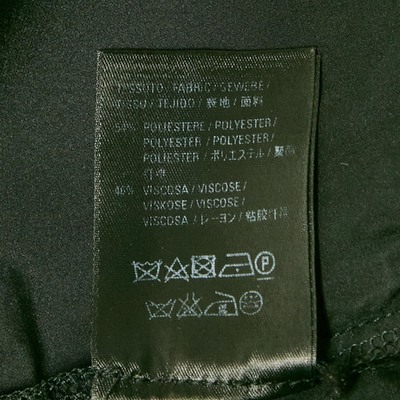 TESSUTO / FABRIC / GEWEBE /
TISSU / TEJIDO / 表地 / 面料
54% POLIESTERE / POLYESTER /
POLYESTER / POLYESTER /
POLIESTER / ポリエステル / 聚酯
纤维
46% VISCOSA / VISCOSE /
VISKOSE / VISCOSE /
VISCOSA / レーヨン / 粘胶纤维
P